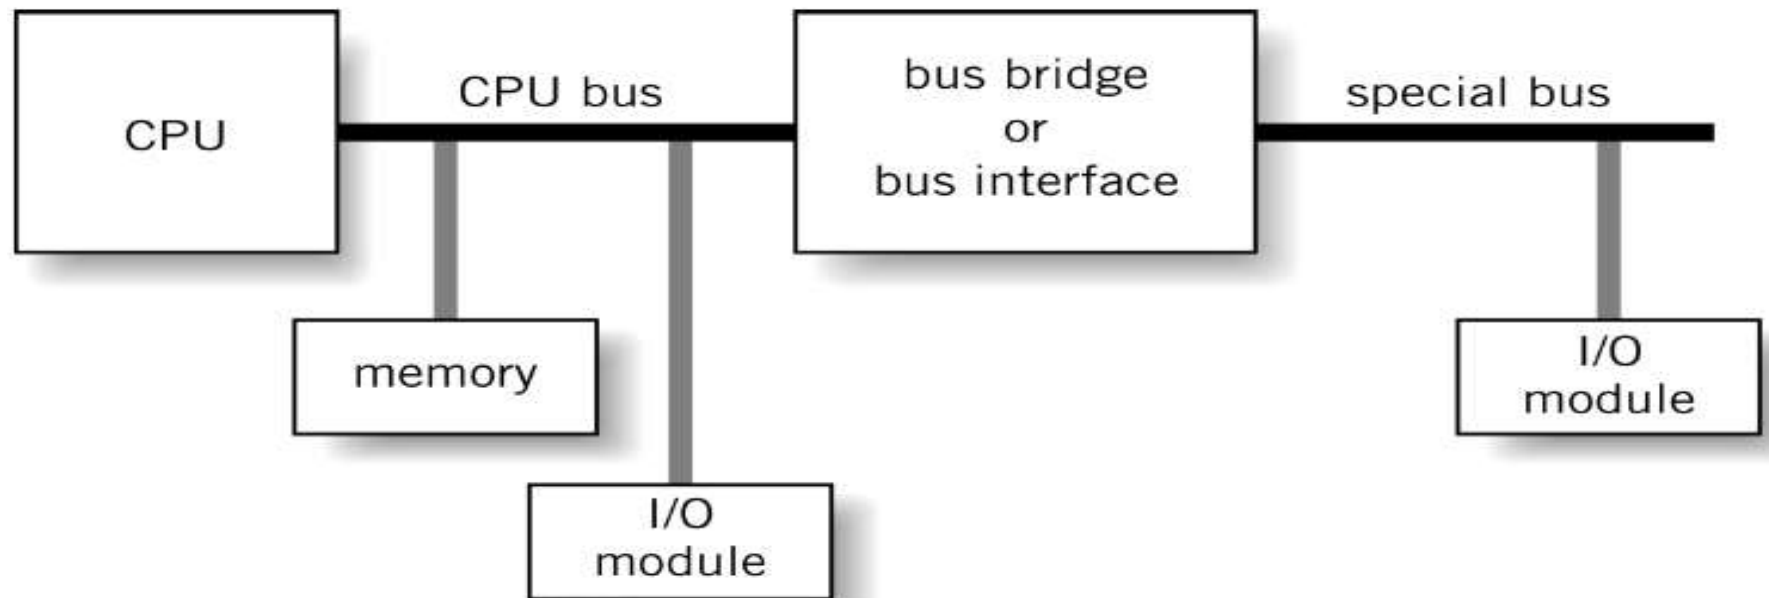 CPU
CPU bus
bus bridge
or
bus interface
special bus
memory
I/O
module
I/O
module